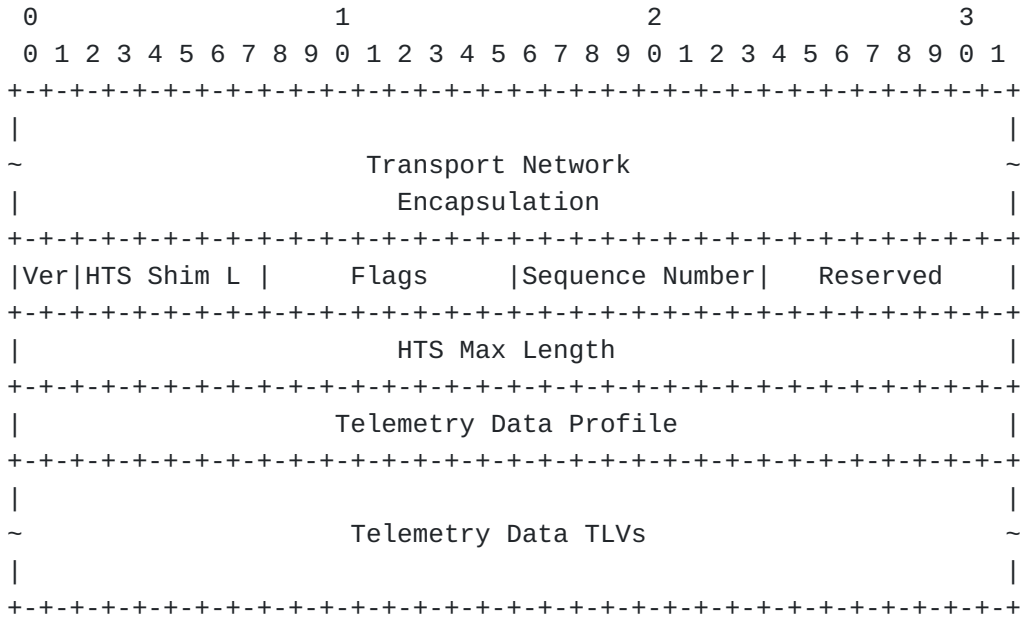 0                   1                   2                   3
 0 1 2 3 4 5 6 7 8 9 0 1 2 3 4 5 6 7 8 9 0 1 2 3 4 5 6 7 8 9 0 1
+-+-+-+-+-+-+-+-+-+-+-+-+-+-+-+-+-+-+-+-+-+-+-+-+-+-+-+-+-+-+-+-+
|                                                               |
~                      Transport Network                        ~
|                        Encapsulation                          |
+-+-+-+-+-+-+-+-+-+-+-+-+-+-+-+-+-+-+-+-+-+-+-+-+-+-+-+-+-+-+-+-+
|Ver|HTS Shim L |     Flags     |Sequence Number|   Reserved    |
+-+-+-+-+-+-+-+-+-+-+-+-+-+-+-+-+-+-+-+-+-+-+-+-+-+-+-+-+-+-+-+-+
|                        HTS Max Length                         |
+-+-+-+-+-+-+-+-+-+-+-+-+-+-+-+-+-+-+-+-+-+-+-+-+-+-+-+-+-+-+-+-+
|                    Telemetry Data Profile                     |
+-+-+-+-+-+-+-+-+-+-+-+-+-+-+-+-+-+-+-+-+-+-+-+-+-+-+-+-+-+-+-+-+
|                                                               |
~                     Telemetry Data TLVs                       ~
|                                                               |
+-+-+-+-+-+-+-+-+-+-+-+-+-+-+-+-+-+-+-+-+-+-+-+-+-+-+-+-+-+-+-+-+